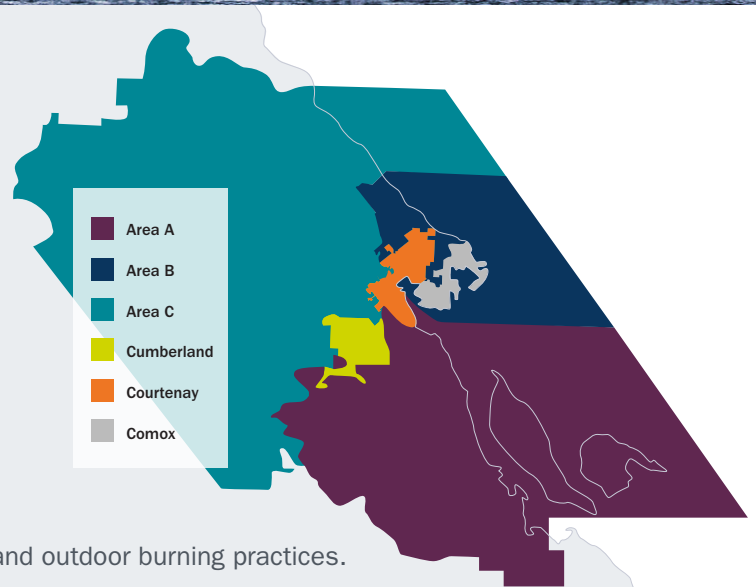 Area A
Area B
Area C
Cumberland
Courtenay
Comox
and outdoor burning practices.